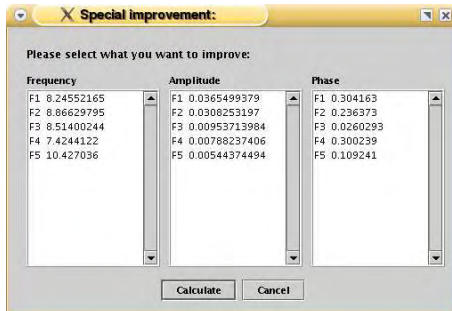 X Special improvement:
Please select what you want to improve:
Frequency Amplitude Phase
F1 8.24552165 F1 0.0365499379 F1 0.304163
F2 8.86629795 F2 0.0308253197 F2 0.236373
F3 8.51400244 F3 0.00953713984 F3 0.0260293
F4 7.4244122 F4 0.00788237406 F4 0.300239
F5 10.427036 F5 0.00544374494 F5 0.109241
Calculate Cancel